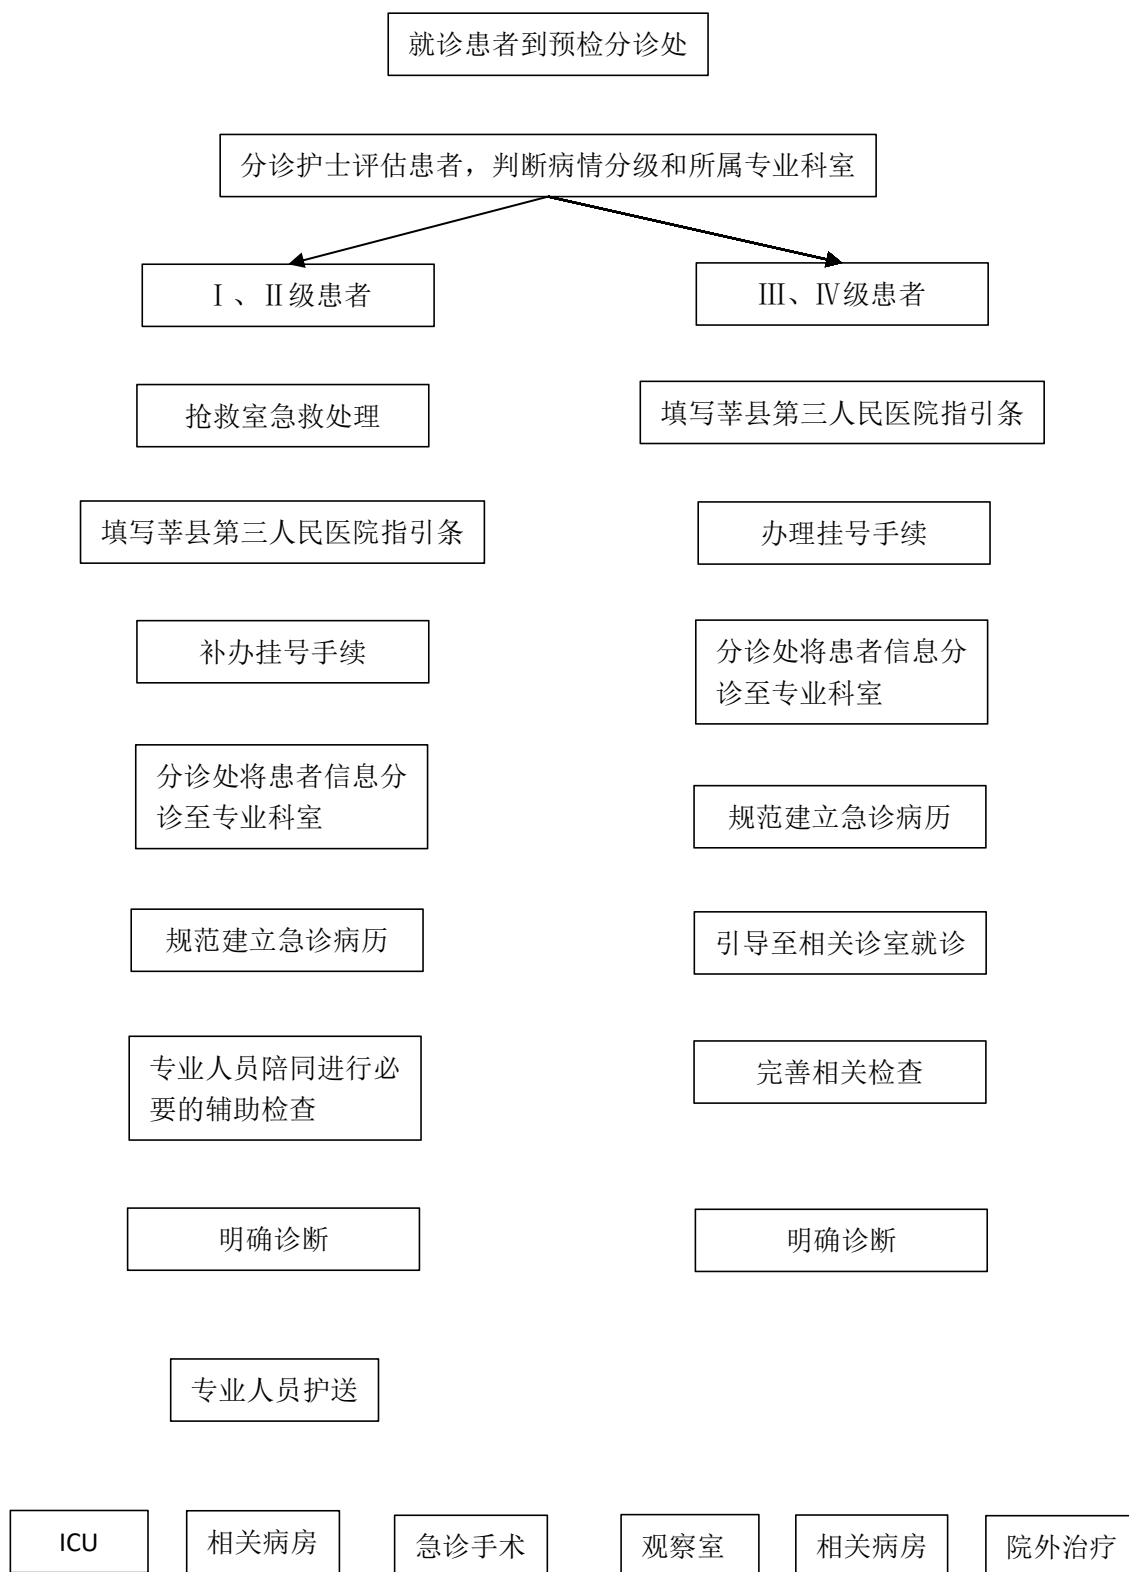 就诊患者到预检分诊处
分诊护士评估患者，判断病情分级和所属专业科室
Ⅰ、Ⅱ级患者
Ⅲ、Ⅳ级患者
抢救室急救处理
填写莘县第三人民医院指引条
填写莘县第三人民医院指引条
办理挂号手续
补办挂号手续
分诊处将患者信息分
诊至专业科室
分诊处将患者信息分
诊至专业科室
规范建立急诊病历
规范建立急诊病历
引导至相关诊室就诊
专业人员陪同进行必
要的辅助检查
完善相关检查
明确诊断
明确诊断
专业人员护送
ICU
相关病房
急诊手术
观察室
相关病房
院外治疗